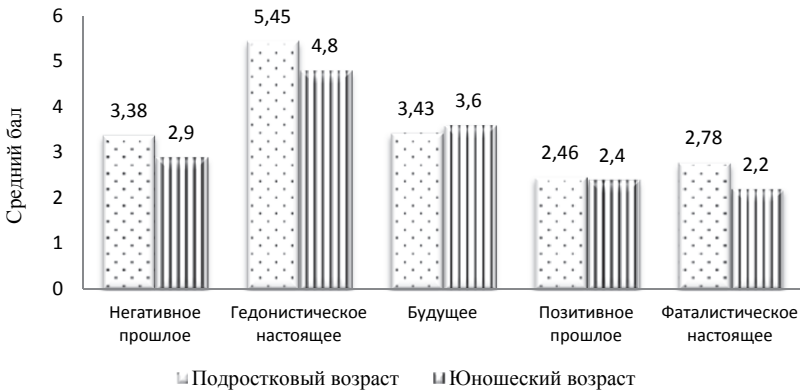 Средний бал
6
5
4
3
2
1
0
3,38
2,9
5,45
4,8
3,43
3,6
2,46
2,4
2,78
2,2
Негативное
прошлое
Гедонистическое
настоящее
Будущее
Позитивное
прошлое
Фаталистическое
настоящее
Подростковый возраст
Юношеский возраст